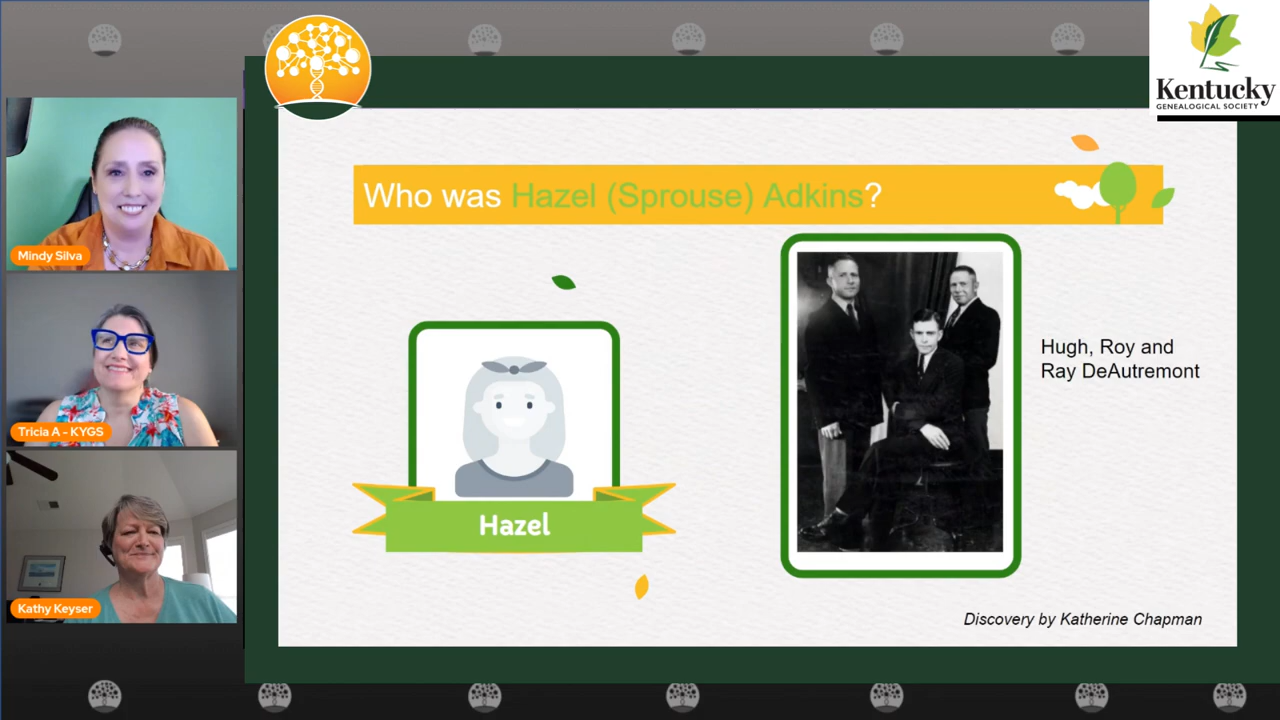 Kentucky
GENEALOGICAL SOCIETY
Who was Hazel (Sprouse) Adkins?
Mindy Silva
Tricia A - KYGS
Kathy Keyser
Hazel
Hugh, Roy and
Ray DeAutremont
Discovery by Katherine Chapman